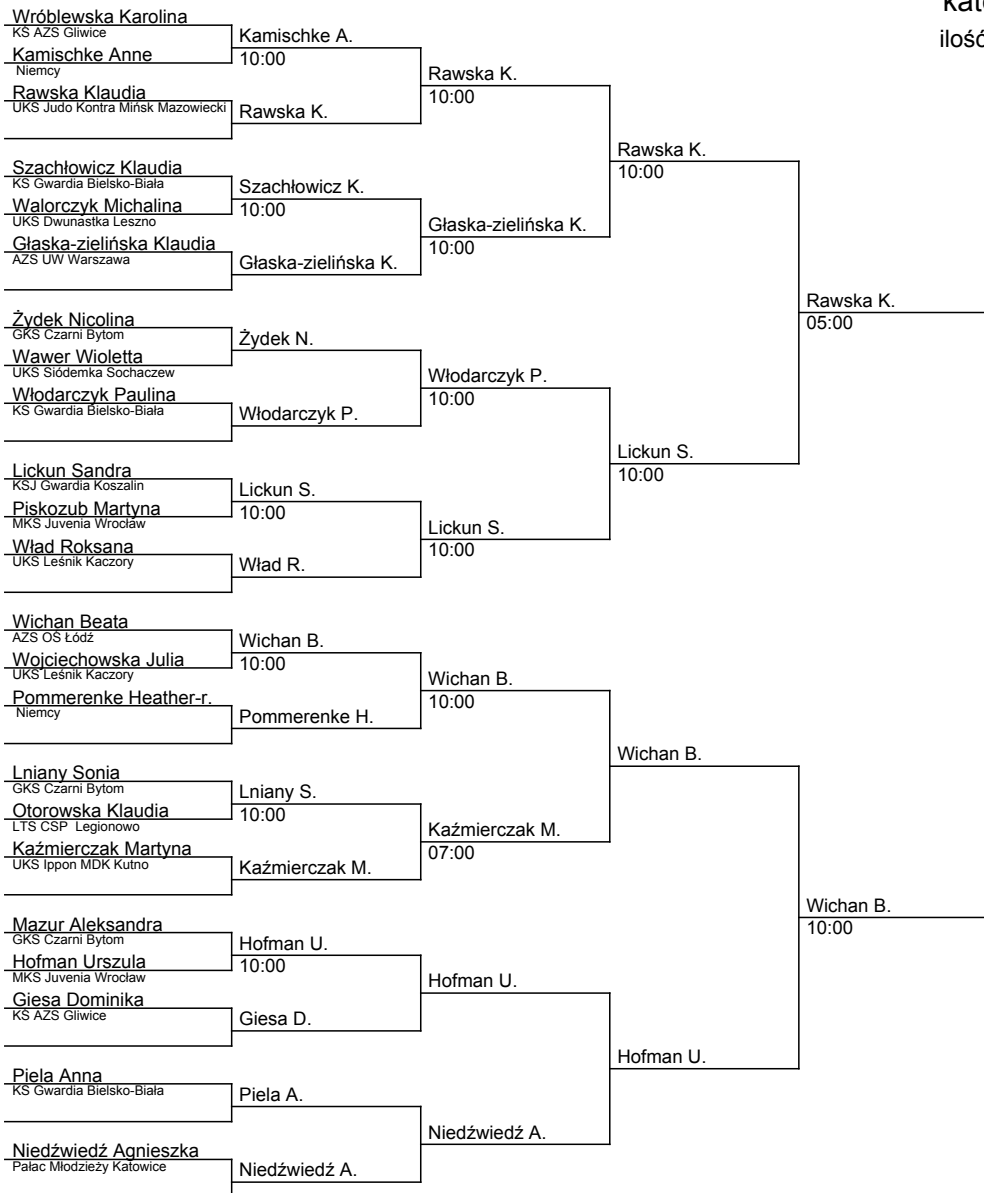 kat
ilość
Wróblewska Karolina
KS AZS Gliwice
Kamischke Anne
Niemcy
Rawska Klaudia
UKS Judo Kontra Mińsk Mazowiecki
Szachłowicz Klaudia
KS Gwardia Bielsko-Biała
Walorczyk Michalina
UKS Dwunastka Leszno
Głaska-zielińska Klaudia
AZS UW Warszawa
Żydek Nicolina
GKS Czarni Bytom
Wawer Wioletta
UKS Siódemka Sochaczew
Włodarczyk Paulina
KS Gwardia Bielsko-Biała
Lickun Sandra
KSJ Gwardia Koszalin
Piskozub Martyna
MKS Juvenia Wrocław
Wład Roksana
UKS Leśnik Kaczory
Wichan Beata
AZS OŚ Łódź
Wojciechowska Julia
UKS Leśnik Kaczory
Pommerenke Heather-r.
Niemcy
Lniany Sonia
GKS Czarni Bytom
Otorowska Klaudia
LTS CSP Legionowo
Kaźmierczak Martyna
UKS Ippon MDK Kutno
Mazur Aleksandra
GKS Czarni Bytom
Hofman Urszula
MKS Juvenia Wrocław
Giesa Dominika
KS AZS Gliwice
Piela Anna
KS Gwardia Bielsko-Biała
Niedźwiedź Agnieszka
Pałac Młodzieży Katowice
Kamischke A.
10:00
Rawska K.
Szachłowicz K.
10:00
Głaska-zielińska K.
Żydek N.
Włodarczyk P.
Lickun S.
10:00
Wład R.
Wichan B.
10:00
Pommerenke H.
Lniany S.
10:00
Kaźmierczak M.
Hofman U.
10:00
Giesa D.
Piela A.
Niedźwiedź A.
Rawska K.
10:00
Głaska-zielińska K.
10:00
Włodarczyk P.
10:00
Lickun S.
10:00
Wichan B.
10:00
Kaźmierczak M.
07:00
Hofman U.
Niedźwiedź A.
Rawska K.
10:00
Lickun S.
10:00
Wichan B.
Hofman U.
Rawska K.
05:00
Wichan B.
10:00